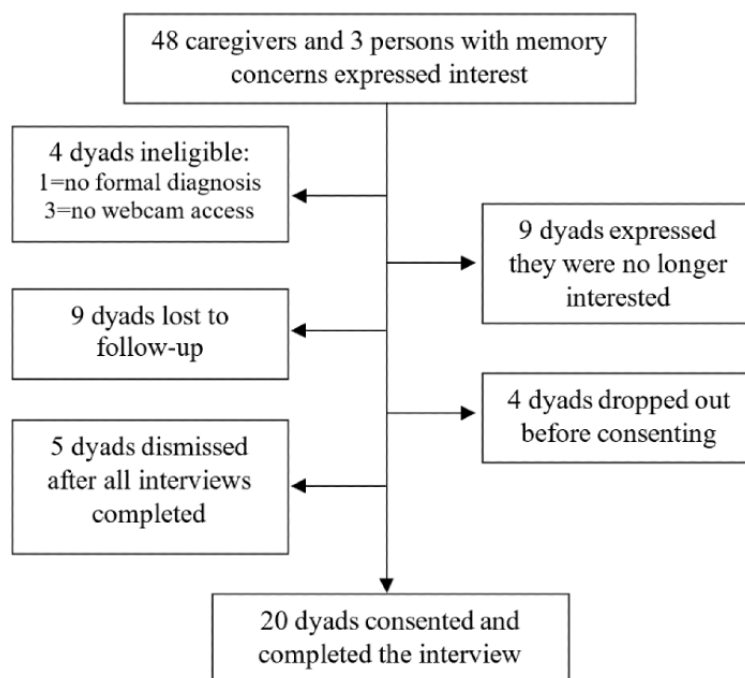 48 caregivers and 3 persons with memory
concerns expressed interest
4 dyads ineligible:
1=no formal diagnosis
3=no webcam access
9 dyads expressed
they were no longer
interested
9 dyads lost to
follow-up
4 dyads dropped out
before consenting
5 dyads dismissed
after all interviews
completed
20 dyads consented and
completed the interview